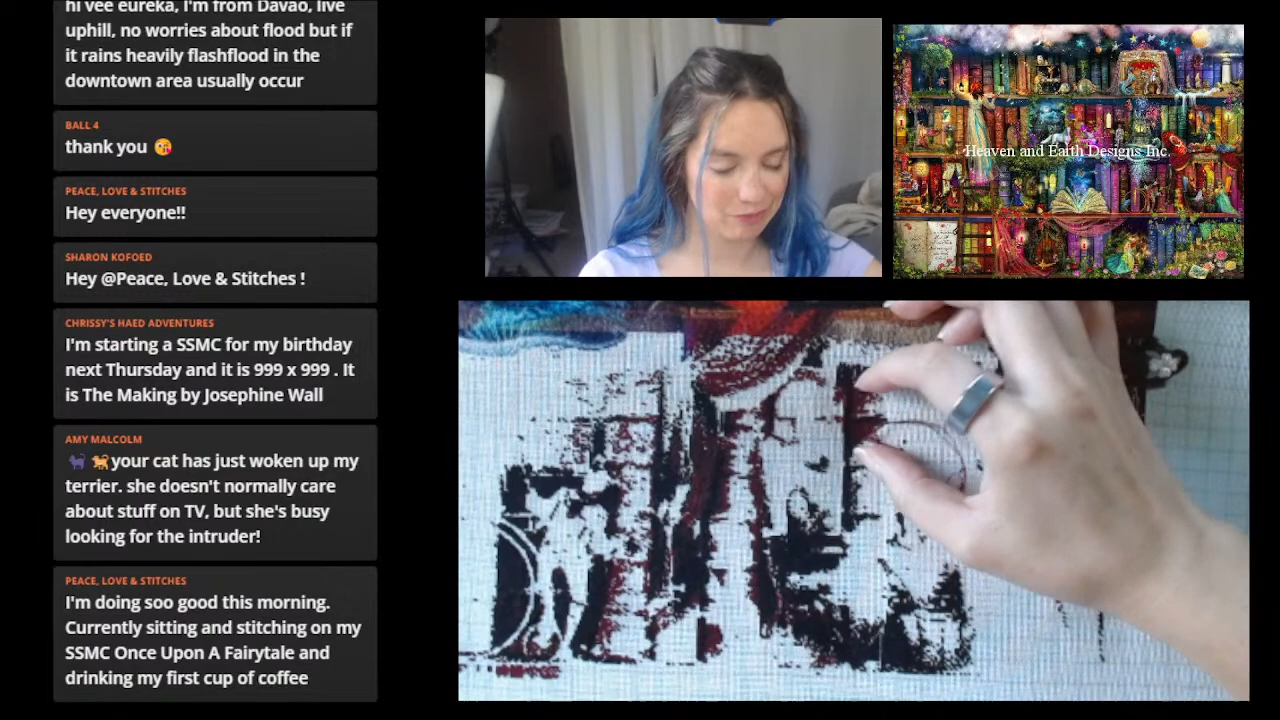 hi vee eureka, I'm from Davao, live
uphill, no worries about flood but if
it rains heavily flashflood in the
downtown area usually occur
BALL 4
thank you 😘
PEACE, LOVE & STITCHES
Hey everyone!!
SHARON KOFOED
Hey @Peace, Love & Stitches !
CHRISSY'S HAED ADVENTURES
I'm starting a SSMC for my birthday
next Thursday and it is 999 x 999 . It
is The Making by Josephine Wall
AMY MALCOLM
🐈‍⬛ 🐈your cat has just woken up my
terrier. she doesn't normally care
about stuff on TV, but she's busy
looking for the intruder!
PEACE, LOVE & STITCHES
I'm doing soo good this morning.
Currently sitting and stitching on my
SSMC Once Upon A Fairytale and
drinking my first cup of coffee
Heaven and Earth Designs Inc.